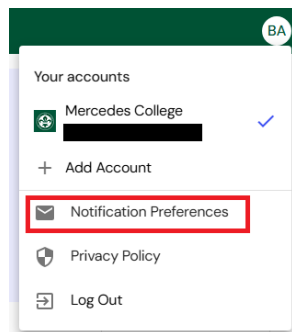 BA
Your accounts
Mercedes College
Add Account
Notification Preferences
Privacy Policy
Log Out